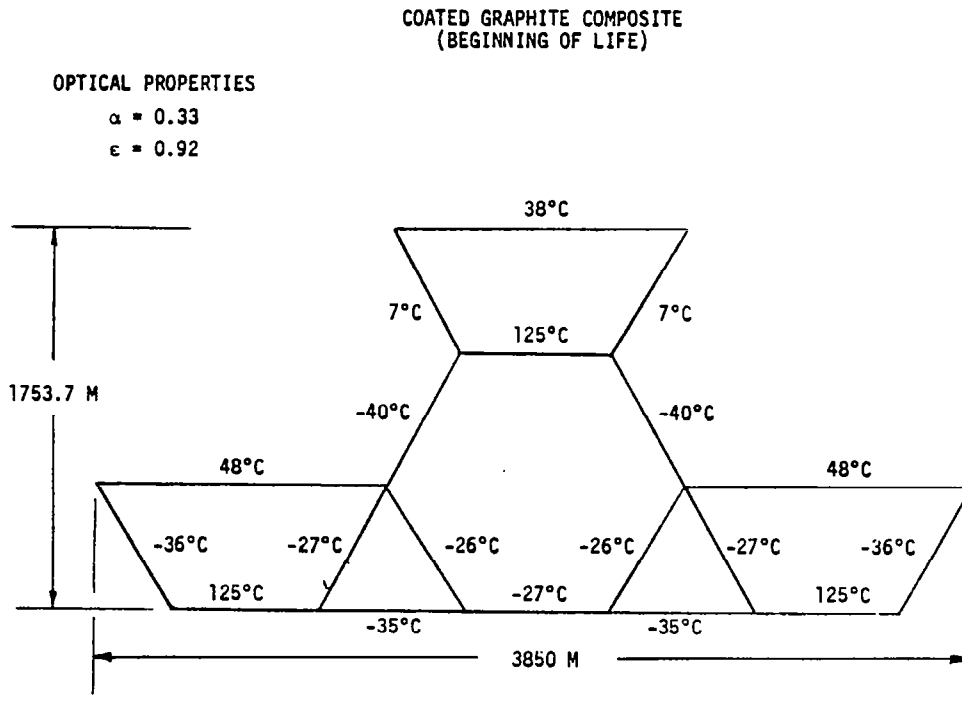 COATED GRAPHITE COMPOSITE
(BEGINNING OF LIFE)
OPTICAL PROPERTIES
α = 0.33
ε = 0.92
38°C
7°C
7°C
125°C
1753.7 M
-40°C
-40°C
48°C
48°C
-36°C
-27°C
-26°C
-26°C
-27°C
-36°C
125°C
-27°C
125°C
-35°C
-35°C
3850 M